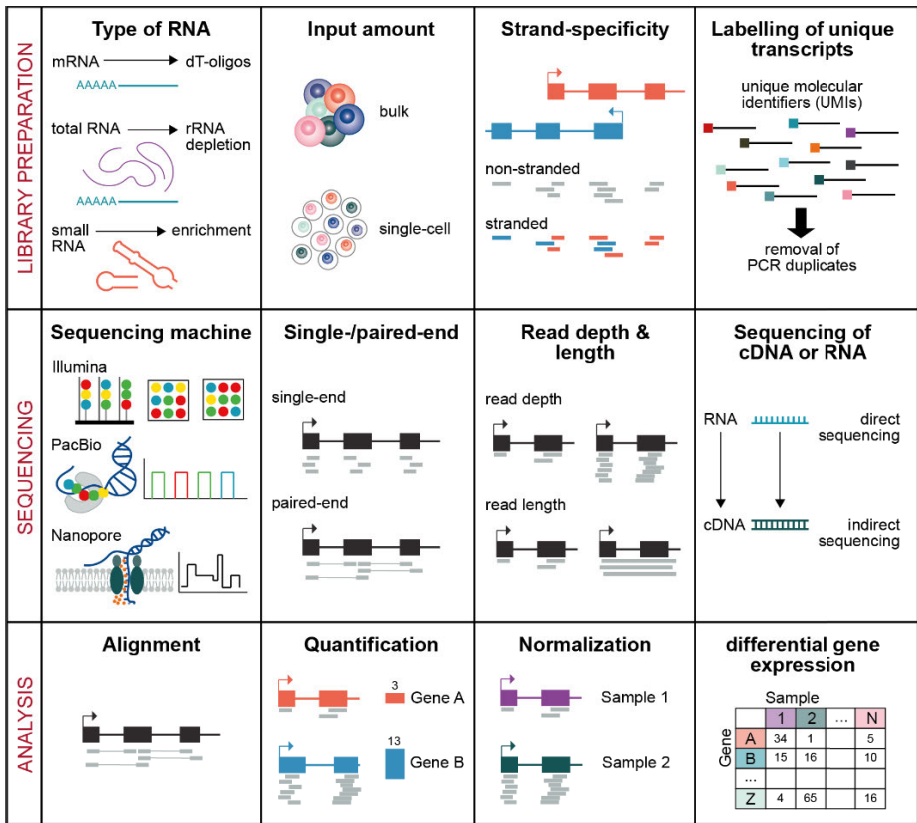 LIBRARY PREPARATION
Type of RNA
mRNA
dT-oligos
AAAAA
total RNA
rRNA
depletion
AAAAA
small
RNA
enrichment
Input amount
bulk
single-cell
Strand-specificity
non-stranded
stranded
Labelling of unique
transcripts
unique molecular
identifiers (UMIs)
removal of
PCR duplicates
SEQUENCING
Sequencing machine
Illumina
PacBio
Nanopore
Single-/paired-end
single-end
paired-end
Read depth &
length
read depth
read length
Sequencing of
cDNA or RNA
RNA
direct
sequencing
cDNA
indirect
sequencing
ANALYSIS
Alignment
Quantification
3
Gene A
13
Gene B
Normalization
Sample 1
Sample 2
differential gene
expression
Sample
Gene
1 2 ... N
A 34 1 5
B 15 16 10
...
Z 4 65 16